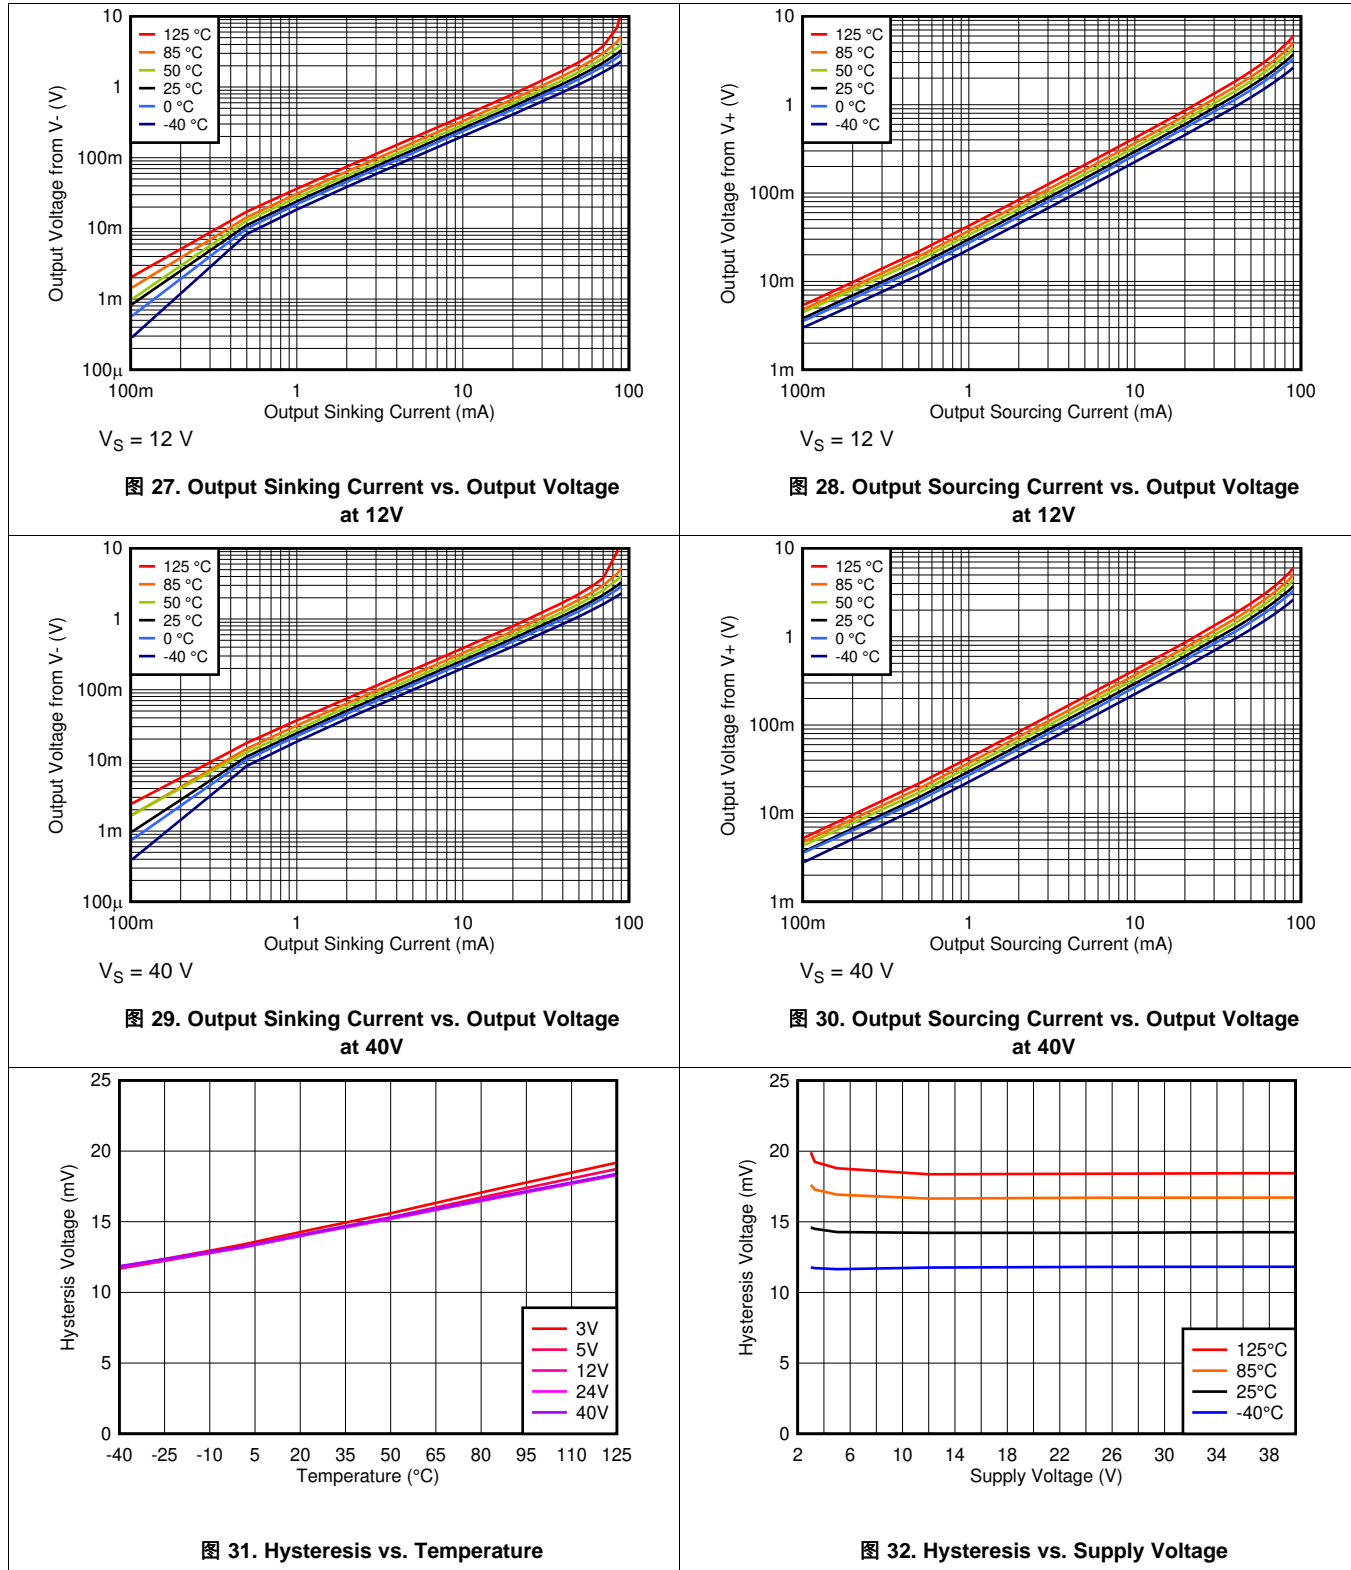 10
1
100m
10m
1m
100µ
Output Voltage from V- (V)
125 °C
85 °C
50 °C
25 °C
0 °C
-40 °C
100m 1 10 100
Output Sinking Current (mA)
VS = 12 V
图 27. Output Sinking Current vs. Output Voltage
at 12V
10
1
100m
10m
1m
Output Voltage from V+ (V)
125 °C
85 °C
50 °C
25 °C
0 °C
-40 °C
100m 1 10 100
Output Sourcing Current (mA)
VS = 12 V
图 28. Output Sourcing Current vs. Output Voltage
at 12V
10
1
100m
10m
1m
100µ
Output Voltage from V- (V)
125 °C
85 °C
50 °C
25 °C
0 °C
-40 °C
100m 1 10 100
Output Sinking Current (mA)
VS = 40 V
图 29. Output Sinking Current vs. Output Voltage
at 40V
10
1
100m
10m
1m
Output Voltage from V+ (V)
125 °C
85 °C
50 °C
25 °C
0 °C
-40 °C
100m 1 10 100
Output Sourcing Current (mA)
VS = 40 V
图 30. Output Sourcing Current vs. Output Voltage
at 40V
25
20
15
10
5
0
Hystersis Voltage (mV)
3V
5V
12V
24V
40V
-40 -25 -10 5 20 35 50 65 80 95 110 125
Temperature (°C)
图 31. Hysteresis vs. Temperature
25
20
15
10
5
0
Hysteresis Voltage (mV)
125°C
85°C
25°C
-40°C
2 6 10 14 18 22 26 30 34 38
Supply Voltage (V)
图 32. Hysteresis vs. Supply Voltage